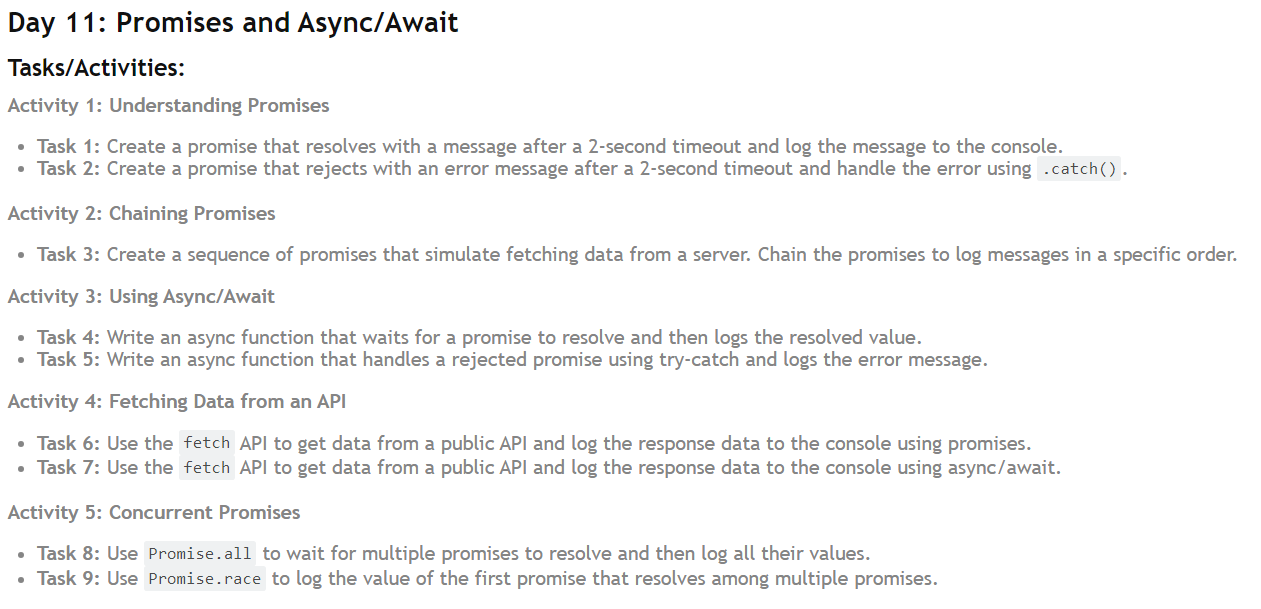 Day 11: Promises and Async/Await
Tasks/Activities:
Activity 1: Understanding Promises
• Task 1: Create a promise that resolves with a message after a 2-second timeout and log the message to the console.
• Task 2: Create a promise that rejects with an error message after a 2-second timeout and handle the error using .catch().
Activity 2: Chaining Promises
• Task 3: Create a sequence of promises that simulate fetching data from a server. Chain the promises to log messages in a specific order.
Activity 3: Using Async/Await
• Task 4: Write an async function that waits for a promise to resolve and then logs the resolved value.
• Task 5: Write an async function that handles a rejected promise using try-catch and logs the error message.
Activity 4: Fetching Data from an API
• Task 6: Use the fetch API to get data from a public API and log the response data to the console using promises.
• Task 7: Use the fetch API to get data from a public API and log the response data to the console using async/await.
Activity 5: Concurrent Promises
• Task 8: Use Promise.all to wait for multiple promises to resolve and then log all their values.
• Task 9: Use Promise.race to log the value of the first promise that resolves among multiple promises.